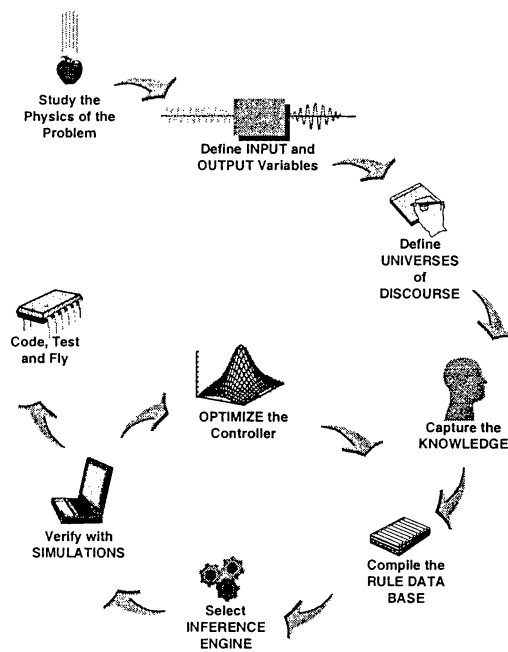 Study the
Physics of the
Problem
Define INPUT and
OUTPUT Variables
Define
UNIVERSES
of
DISCOURSE
Capture the
KNOWLEDGE
Compile the
RULE DATA
BASE
Select
INFERENCE
ENGINE
Verify with
SIMULATIONS
OPTIMIZE the
Controller
Code, Test
and Fly